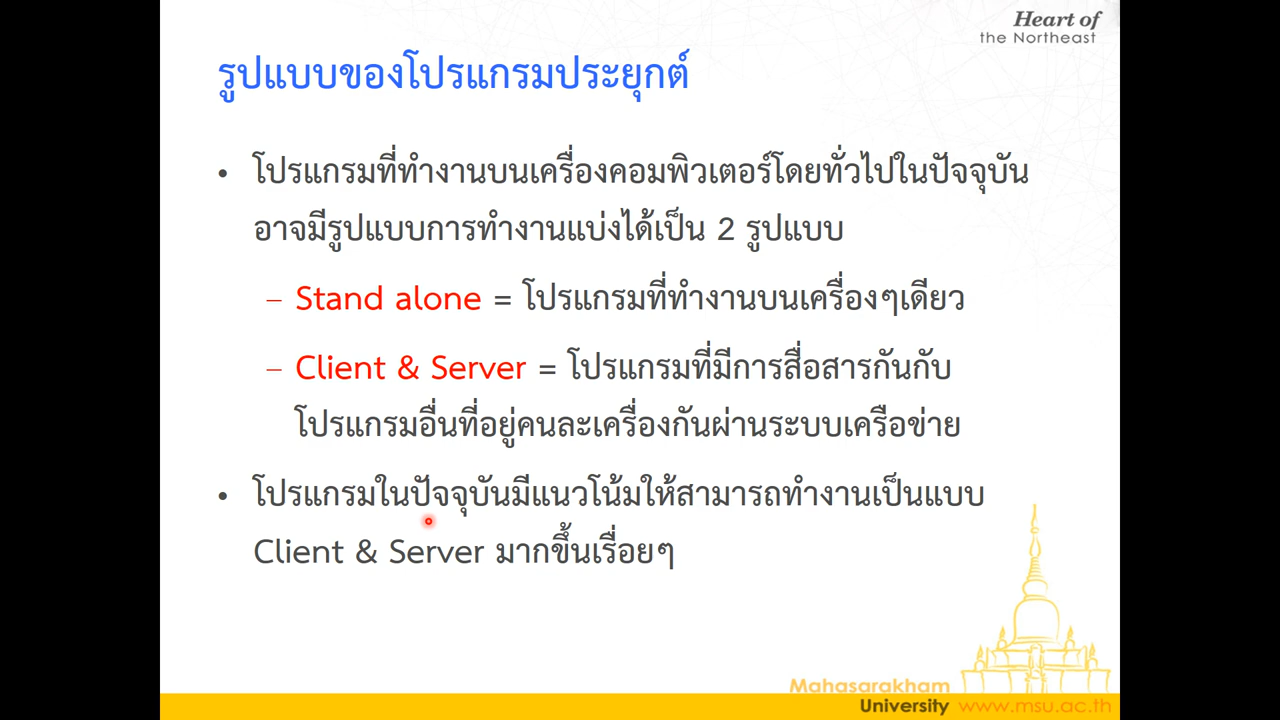 Heart of
the Northeast
รูปแบบของโปรแกรมประยุกต์
• โปรแกรมที่ทำงานบนเครื่องคอมพิวเตอร์โดยทั่วไปในปัจจุบัน
อาจมีรูปแบบการทำงานแบ่งได้เป็น 2 รูปแบบ
– Stand alone = โปรแกรมที่ทำงานบนเครื่องๆเดียว
– Client & Server = โปรแกรมที่มีการสื่อสารกันกับ
โปรแกรมอื่นที่อยู่คนละเครื่องกันผ่านระบบเครือข่าย
• โปรแกรมในปัจจุบันมีแนวโน้มให้สามารถทำงานเป็นแบบ
Client & Server มากขึ้นเรื่อยๆ
Mahasarakham
University www.msu.ac.th